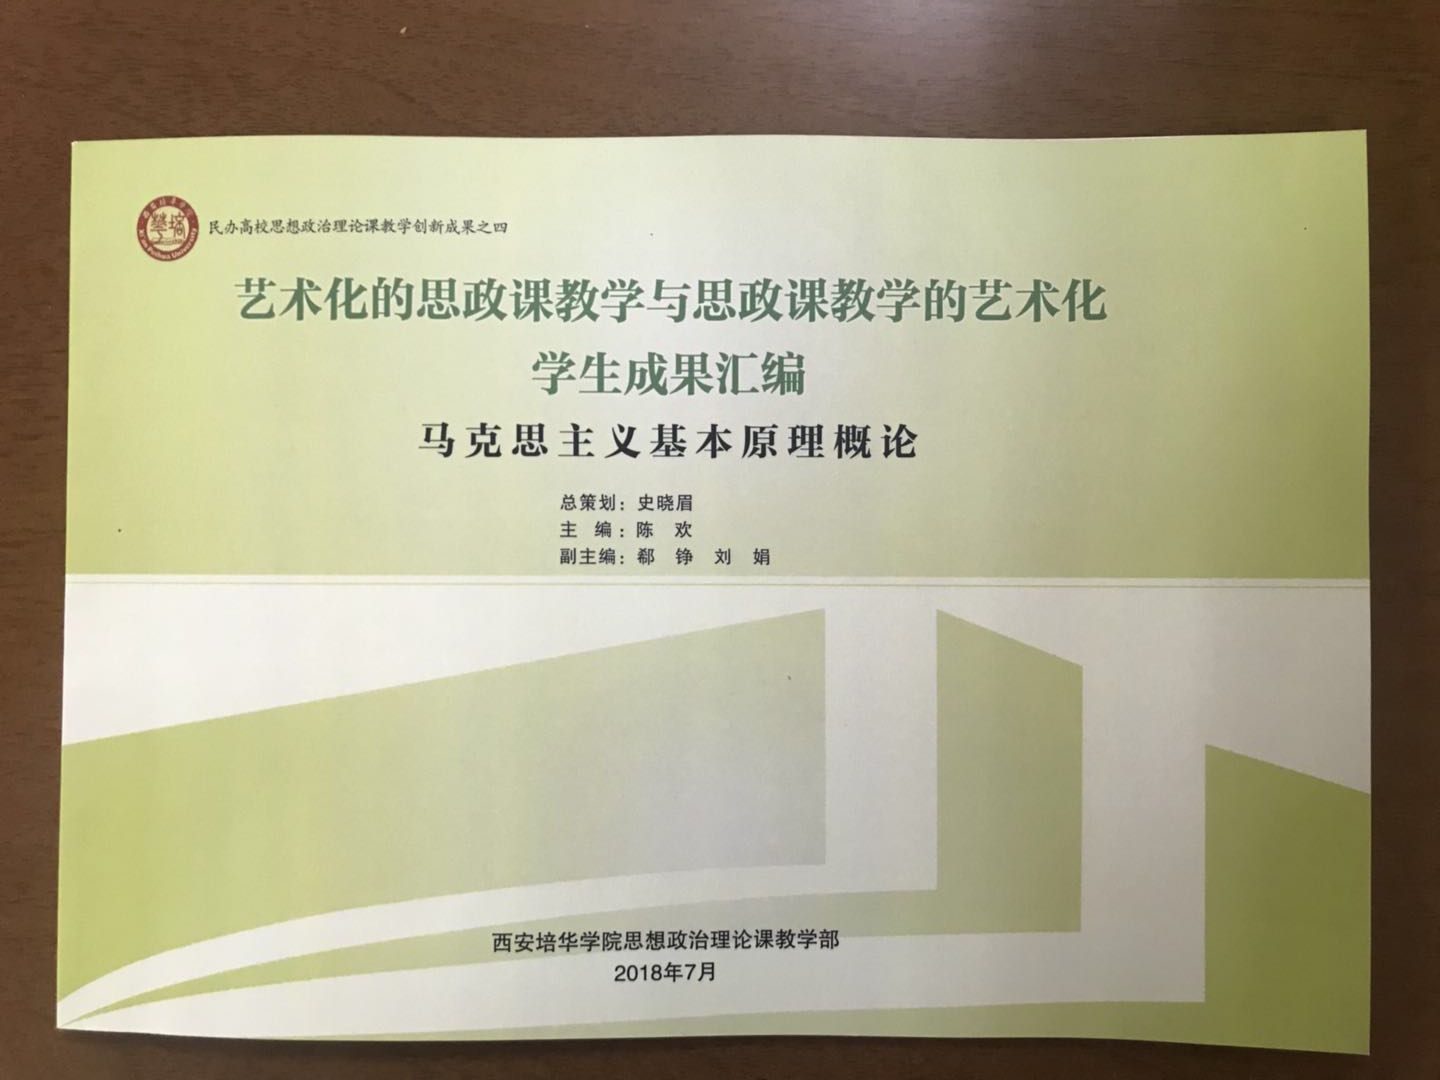 民办高校思想政治理论课教学创新成果之四
艺术化的思政课教学与思政课教学的艺术化
学生成果汇编
马克思主义基本原理概论
总策划：史晓眉
主 编：陈 欢
副主编：郗 铮 刘 娟
西安培华学院思想政治理论课教学部
2018年7月